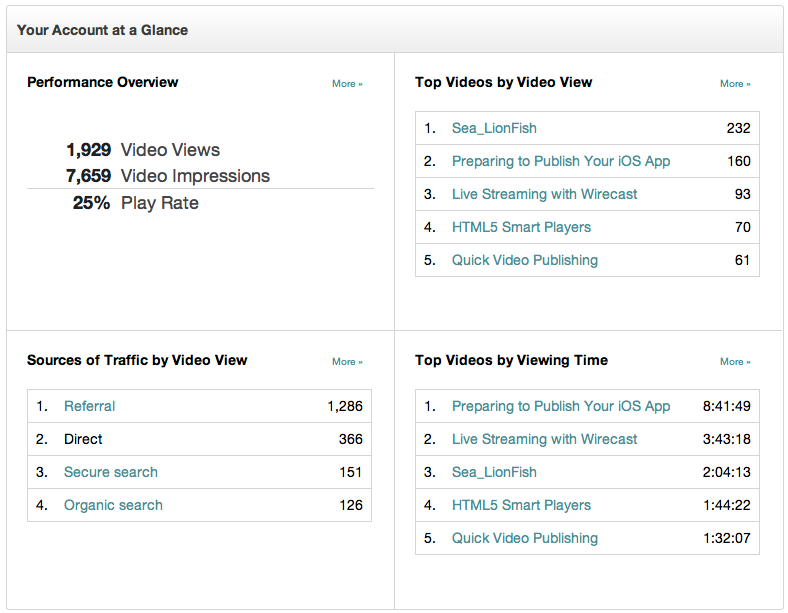 Your Account at a Glance
Performance Overview More »
1,929 Video Views
7,659 Video Impressions
25% Play Rate
Top Videos by Video View More »
1. Sea_LionFish 232
2. Preparing to Publish Your iOS App 160
3. Live Streaming with Wirecast 93
4. HTML5 Smart Players 70
5. Quick Video Publishing 61
Sources of Traffic by Video View More »
1. Referral 1,286
2. Direct 366
3. Secure search 151
4. Organic search 126
Top Videos by Viewing Time More »
1. Preparing to Publish Your iOS App 8:41:49
2. Live Streaming with Wirecast 3:43:18
3. Sea_LionFish 2:04:13
4. HTML5 Smart Players 1:44:22
5. Quick Video Publishing 1:32:07